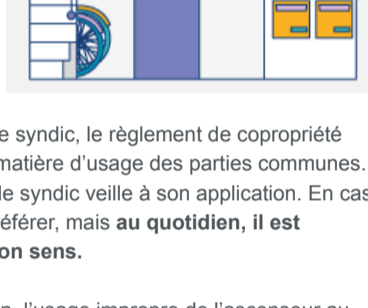 e syndic, le règlement de copropriété
matière d'usage des parties communes.
le syndic veille à son application. En cas
éférer, mais au quotidien, il est
on sens.